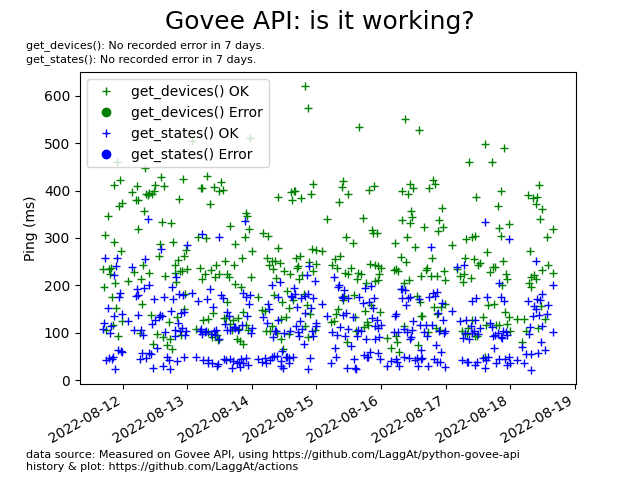 Govee API: is it working?
get_devices(): No recorded error in 7 days.
get_states(): No recorded error in 7 days.
get_devices() OK
get_devices() Error
get_states() OK
get_states() Error
Ping (ms)
600
500
400
300
200
100
0
2022-08-12
2022-08-13
2022-08-14
2022-08-15
2022-08-16
2022-08-17
2022-08-18
2022-08-19
data source: Measured on Govee API, using https://github.com/LaggAt/python-govee-api
history & plot: https://github.com/LaggAt/actions